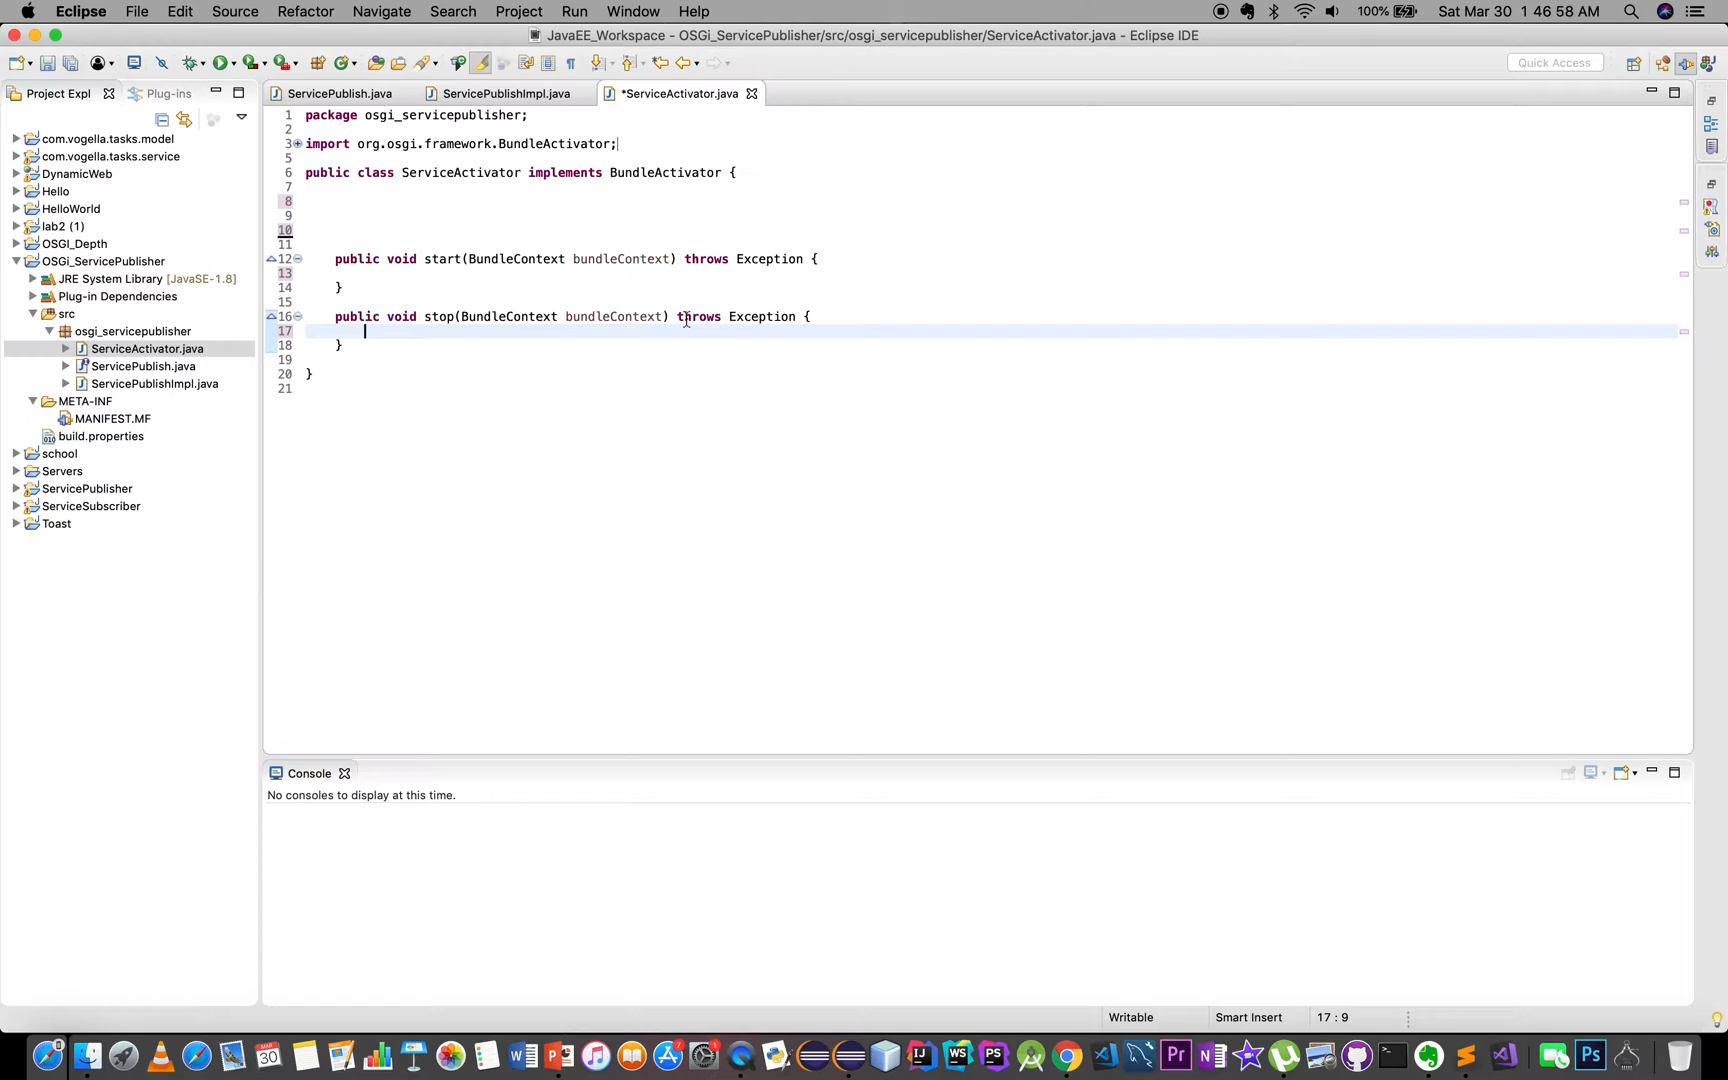 Eclipse File Edit Source Refactor Navigate Search Project Run Window Help 100% Sat Mar 30 1 46 58 AM
JavaEE_Workspace - OSGi_ServicePublisher/src/osgi_servicepublisher/ServiceActivator.java - Eclipse IDE
Quick Access
Project Expl Plug-ins
ServicePublish.java ServicePublishImpl.java *ServiceActivator.java
com.vogella.tasks.model
com.vogella.tasks.service
DynamicWeb
Hello
HelloWorld
lab2 (1)
OSGI_Depth
OSGi_ServicePublisher
JRE System Library [JavaSE-1.8]
Plug-in Dependencies
src
osgi_servicepublisher
ServiceActivator.java
ServicePublish.java
ServicePublishImpl.java
META-INF
MANIFEST.MF
build.properties
school
Servers
ServicePublisher
ServiceSubscriber
Toast
1 package osgi_servicepublisher;
2
3 import org.osgi.framework.BundleActivator;
5
6 public class ServiceActivator implements BundleActivator {
7
8
9
10
11
12 public void start(BundleContext bundleContext) throws Exception {
13
14 }
15
16 public void stop(BundleContext bundleContext) throws Exception {
17
18 }
19
20 }
21
Console
No consoles to display at this time.
Writable Smart Insert 17 : 9